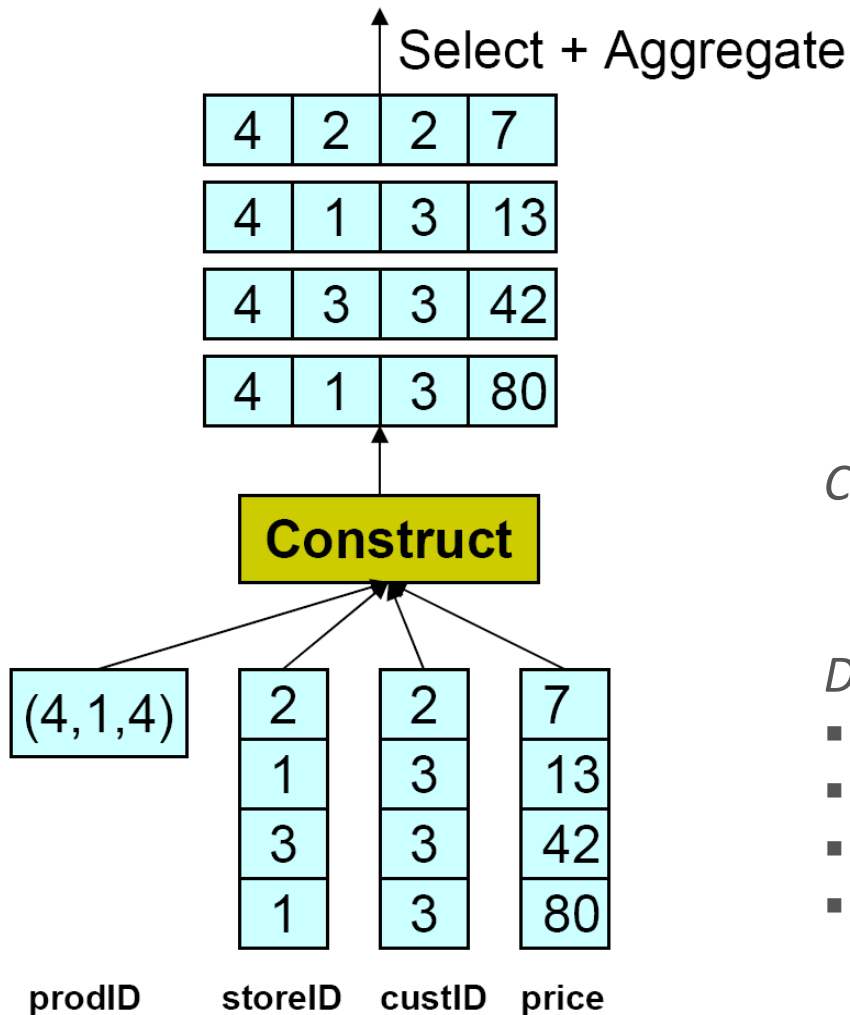 Select + Aggregate
4 2 2 7
4 1 3 13
4 3 3 42
4 1 3 80
C
Construct
D
(4,1,4) 2 2 7
1 3 13
3 3 42
1 3 80
prodID storeID custID price